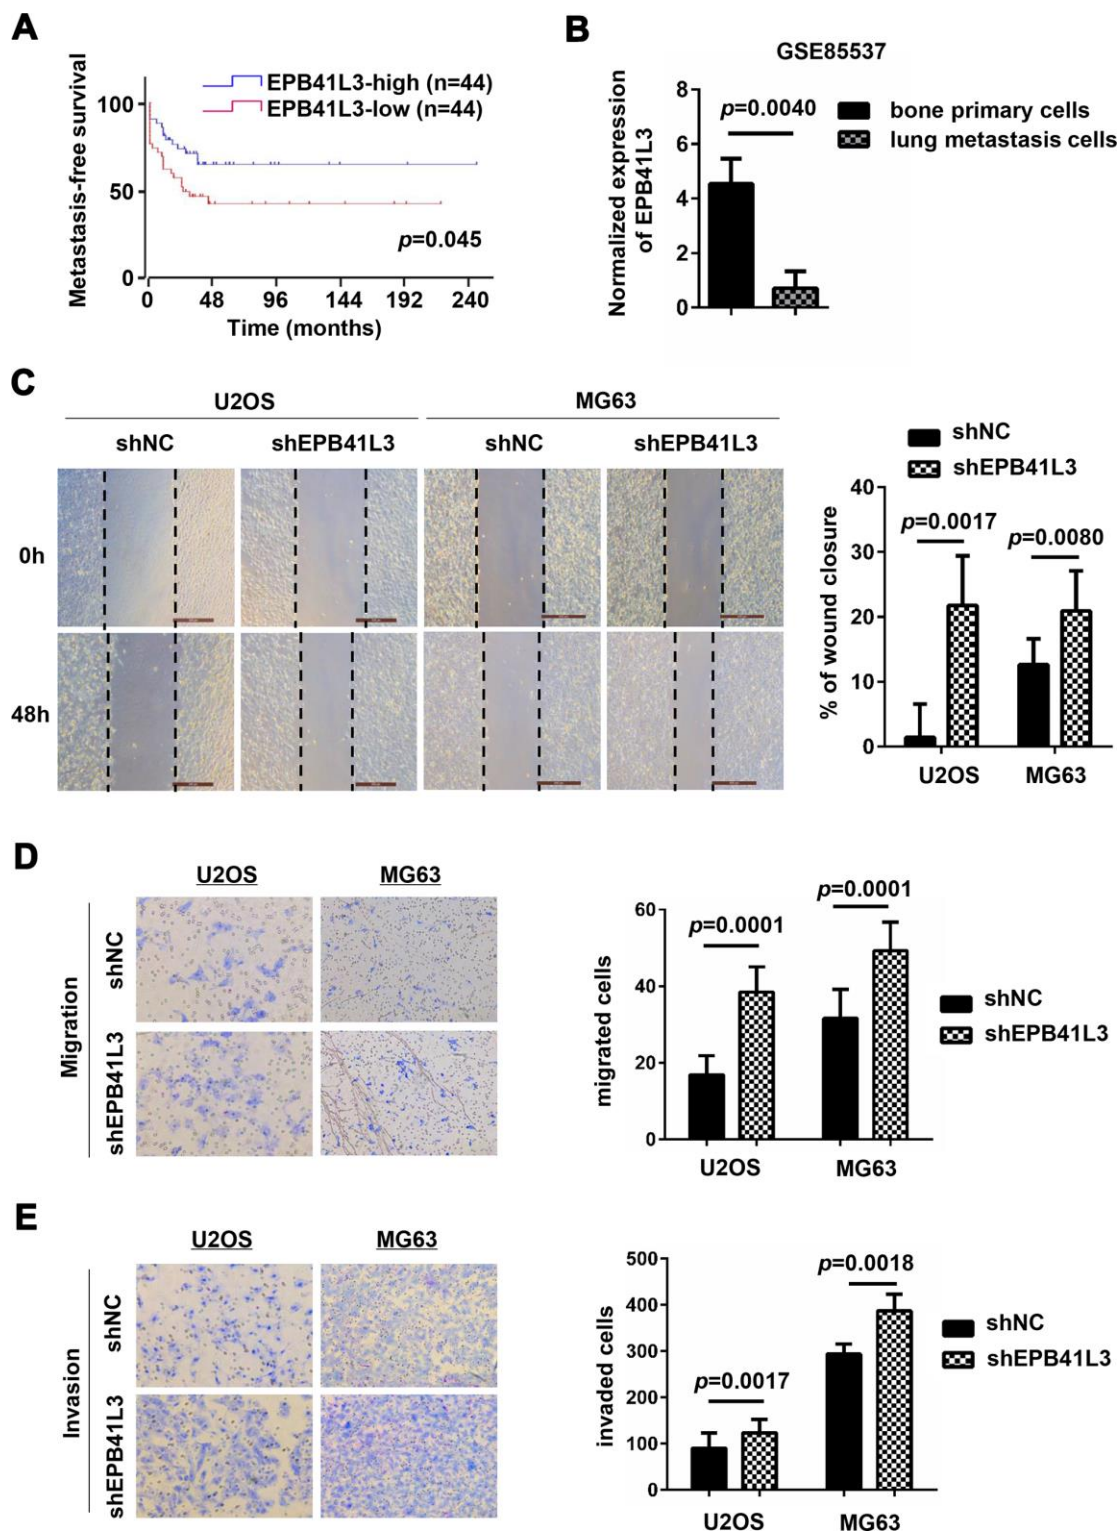 A
EPB41L3-high (n=44)
EPB41L3-low (n=44)
Metastasis-free survival
100
50
0
p=0.045
0 48 96 144 192 240
Time (months)
B
GSE85537
p=0.0040
bone primary cells
lung metastasis cells
Normalized expression
of EPB41L3
8
6
4
2
0
C
U2OS MG63
shNC shEPB41L3 shNC shEPB41L3
0h
48h
shNC
shEPB41L3
% of wound closure
40
30
20
10
0
p=0.0017
p=0.0080
U2OS MG63
D
U2OS MG63
Migration
shNC
shEPB41L3
migrated cells
60
40
20
0
p=0.0001
p=0.0001
U2OS MG63
shNC
shEPB41L3
E
U2OS MG63
Invasion
shNC
shEPB41L3
invaded cells
500
400
300
200
100
0
p=0.0017
p=0.0018
U2OS MG63
shNC
shEPB41L3